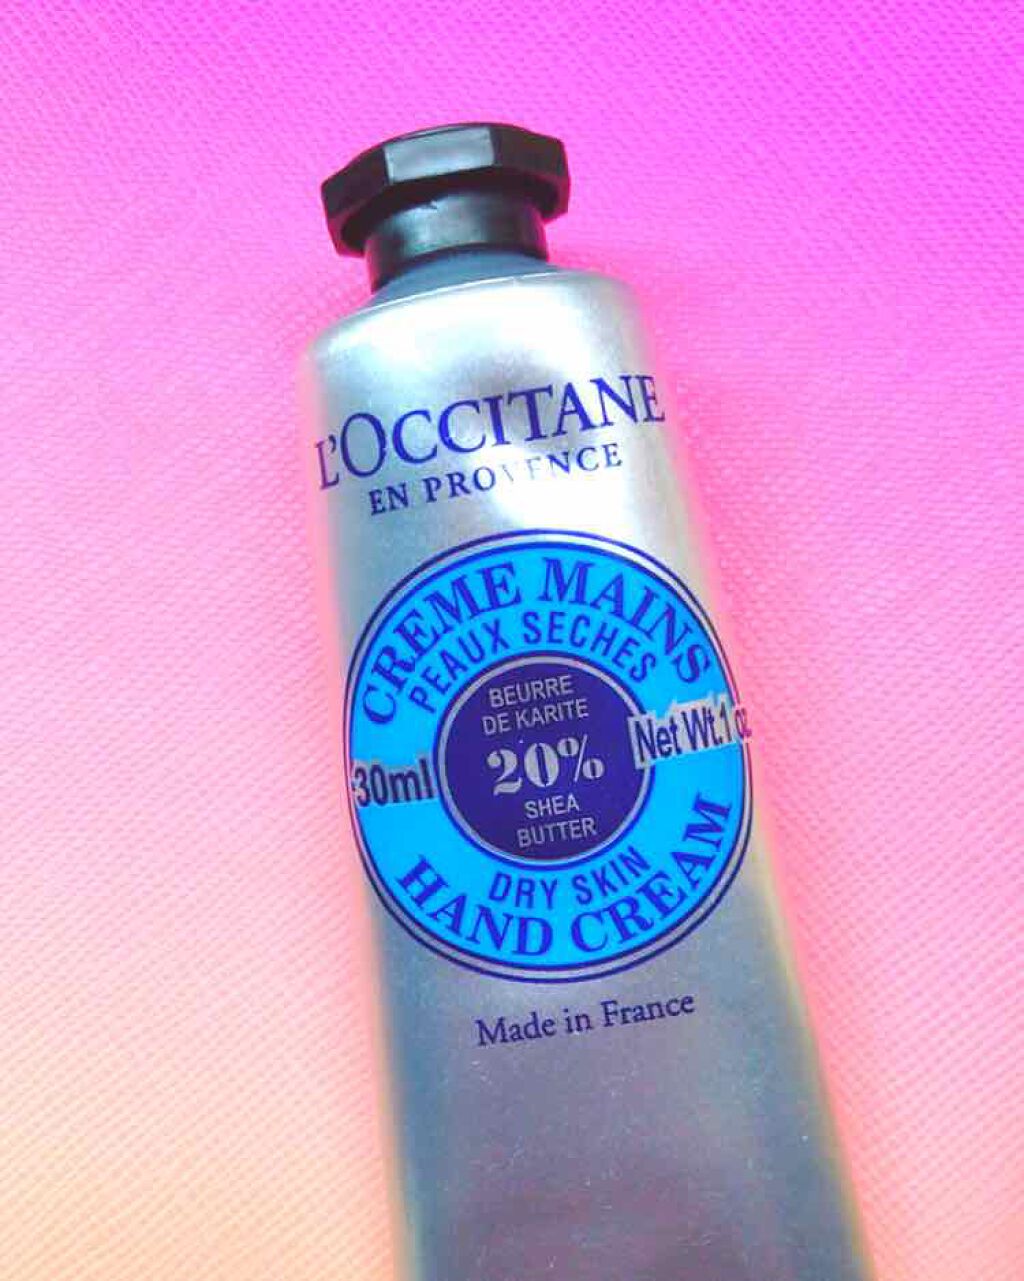 L'OCCITANE
EN PROVENCE
CREME MAINS
PEAUX SECHES
BEURRE
DE KARITE
20%
SHEA
BUTTER
30ml
Net Wt.1 oz
DRY SKIN
HAND CREAM
Made in France